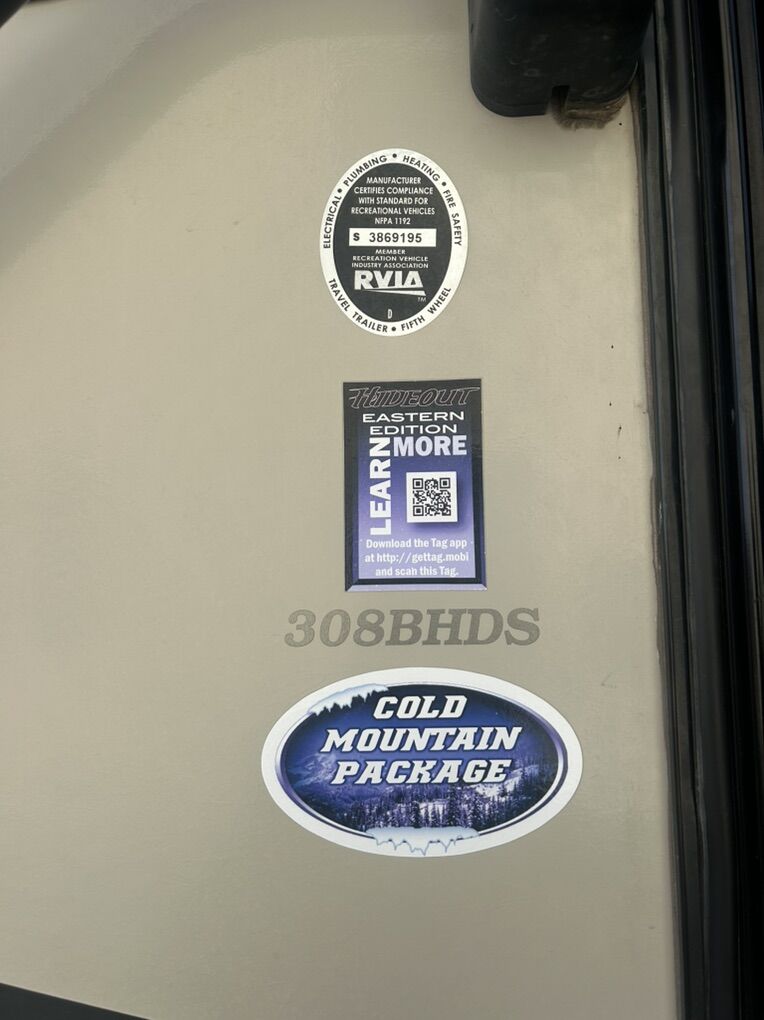 ELECTRICAL • PLUMBING • HEATING • FIRE SAFETY
MANUFACTURER
CERTIFIES COMPLIANCE
WITH STANDARD FOR
RECREATIONAL VEHICLES
NFPA 1192
S 3869195
MEMBER
RECREATION VEHICLE
INDUSTRY ASSOCIATION
RVIA
TM
D
TRAVEL TRAILER • FIFTH WHEEL
HIDEOUT
EASTERN
EDITION
LEARN
MORE
Download the Tag app
at http://gettag.mobi
and scan this Tag.
308BHDS
COLD
MOUNTAIN
PACKAGE